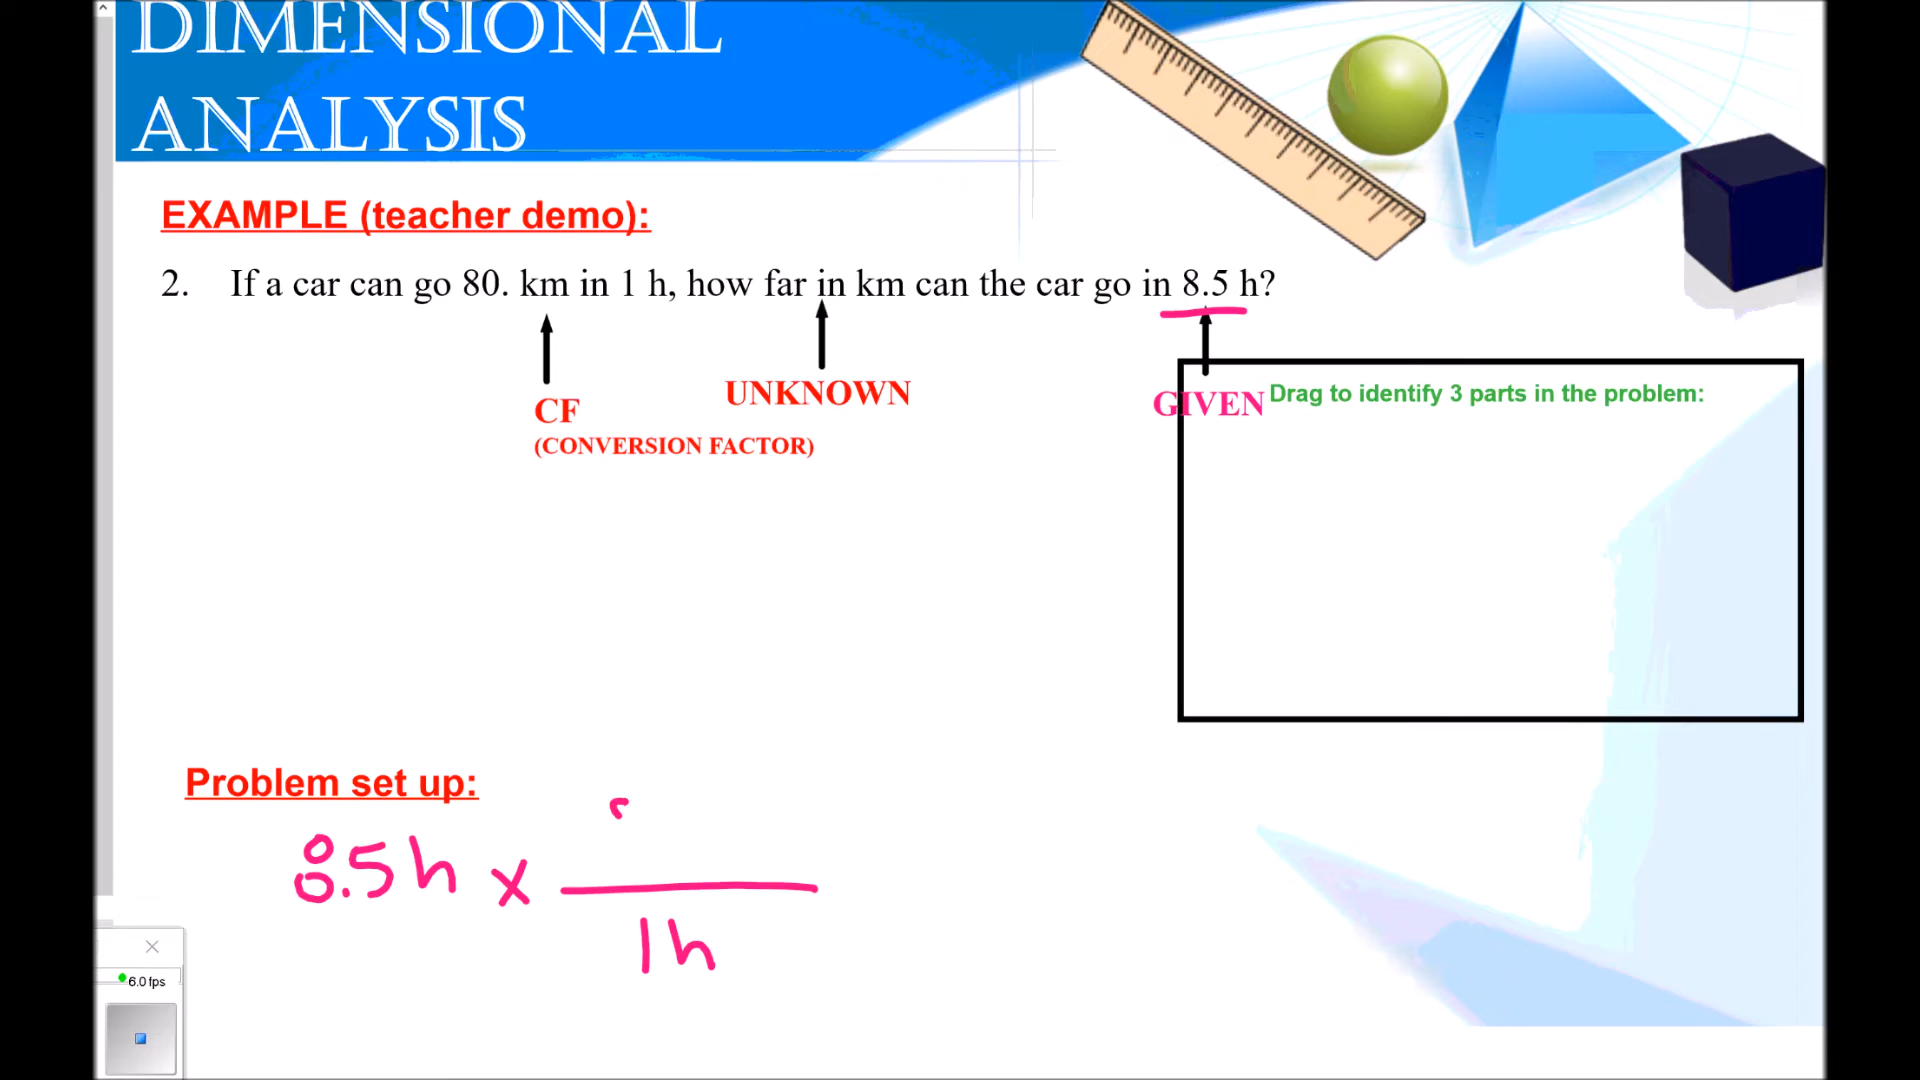 DIMENSIONAL
ANALYSIS
EXAMPLE (teacher demo):
2. If a car can go 80. km in 1 h, how far in km can the car go in 8.5 h?
CF
(CONVERSION FACTOR)
UNKNOWN
GIVEN
Drag to identify 3 parts in the problem:
Problem set up:
8.5 h x
1 h
6.0 fps